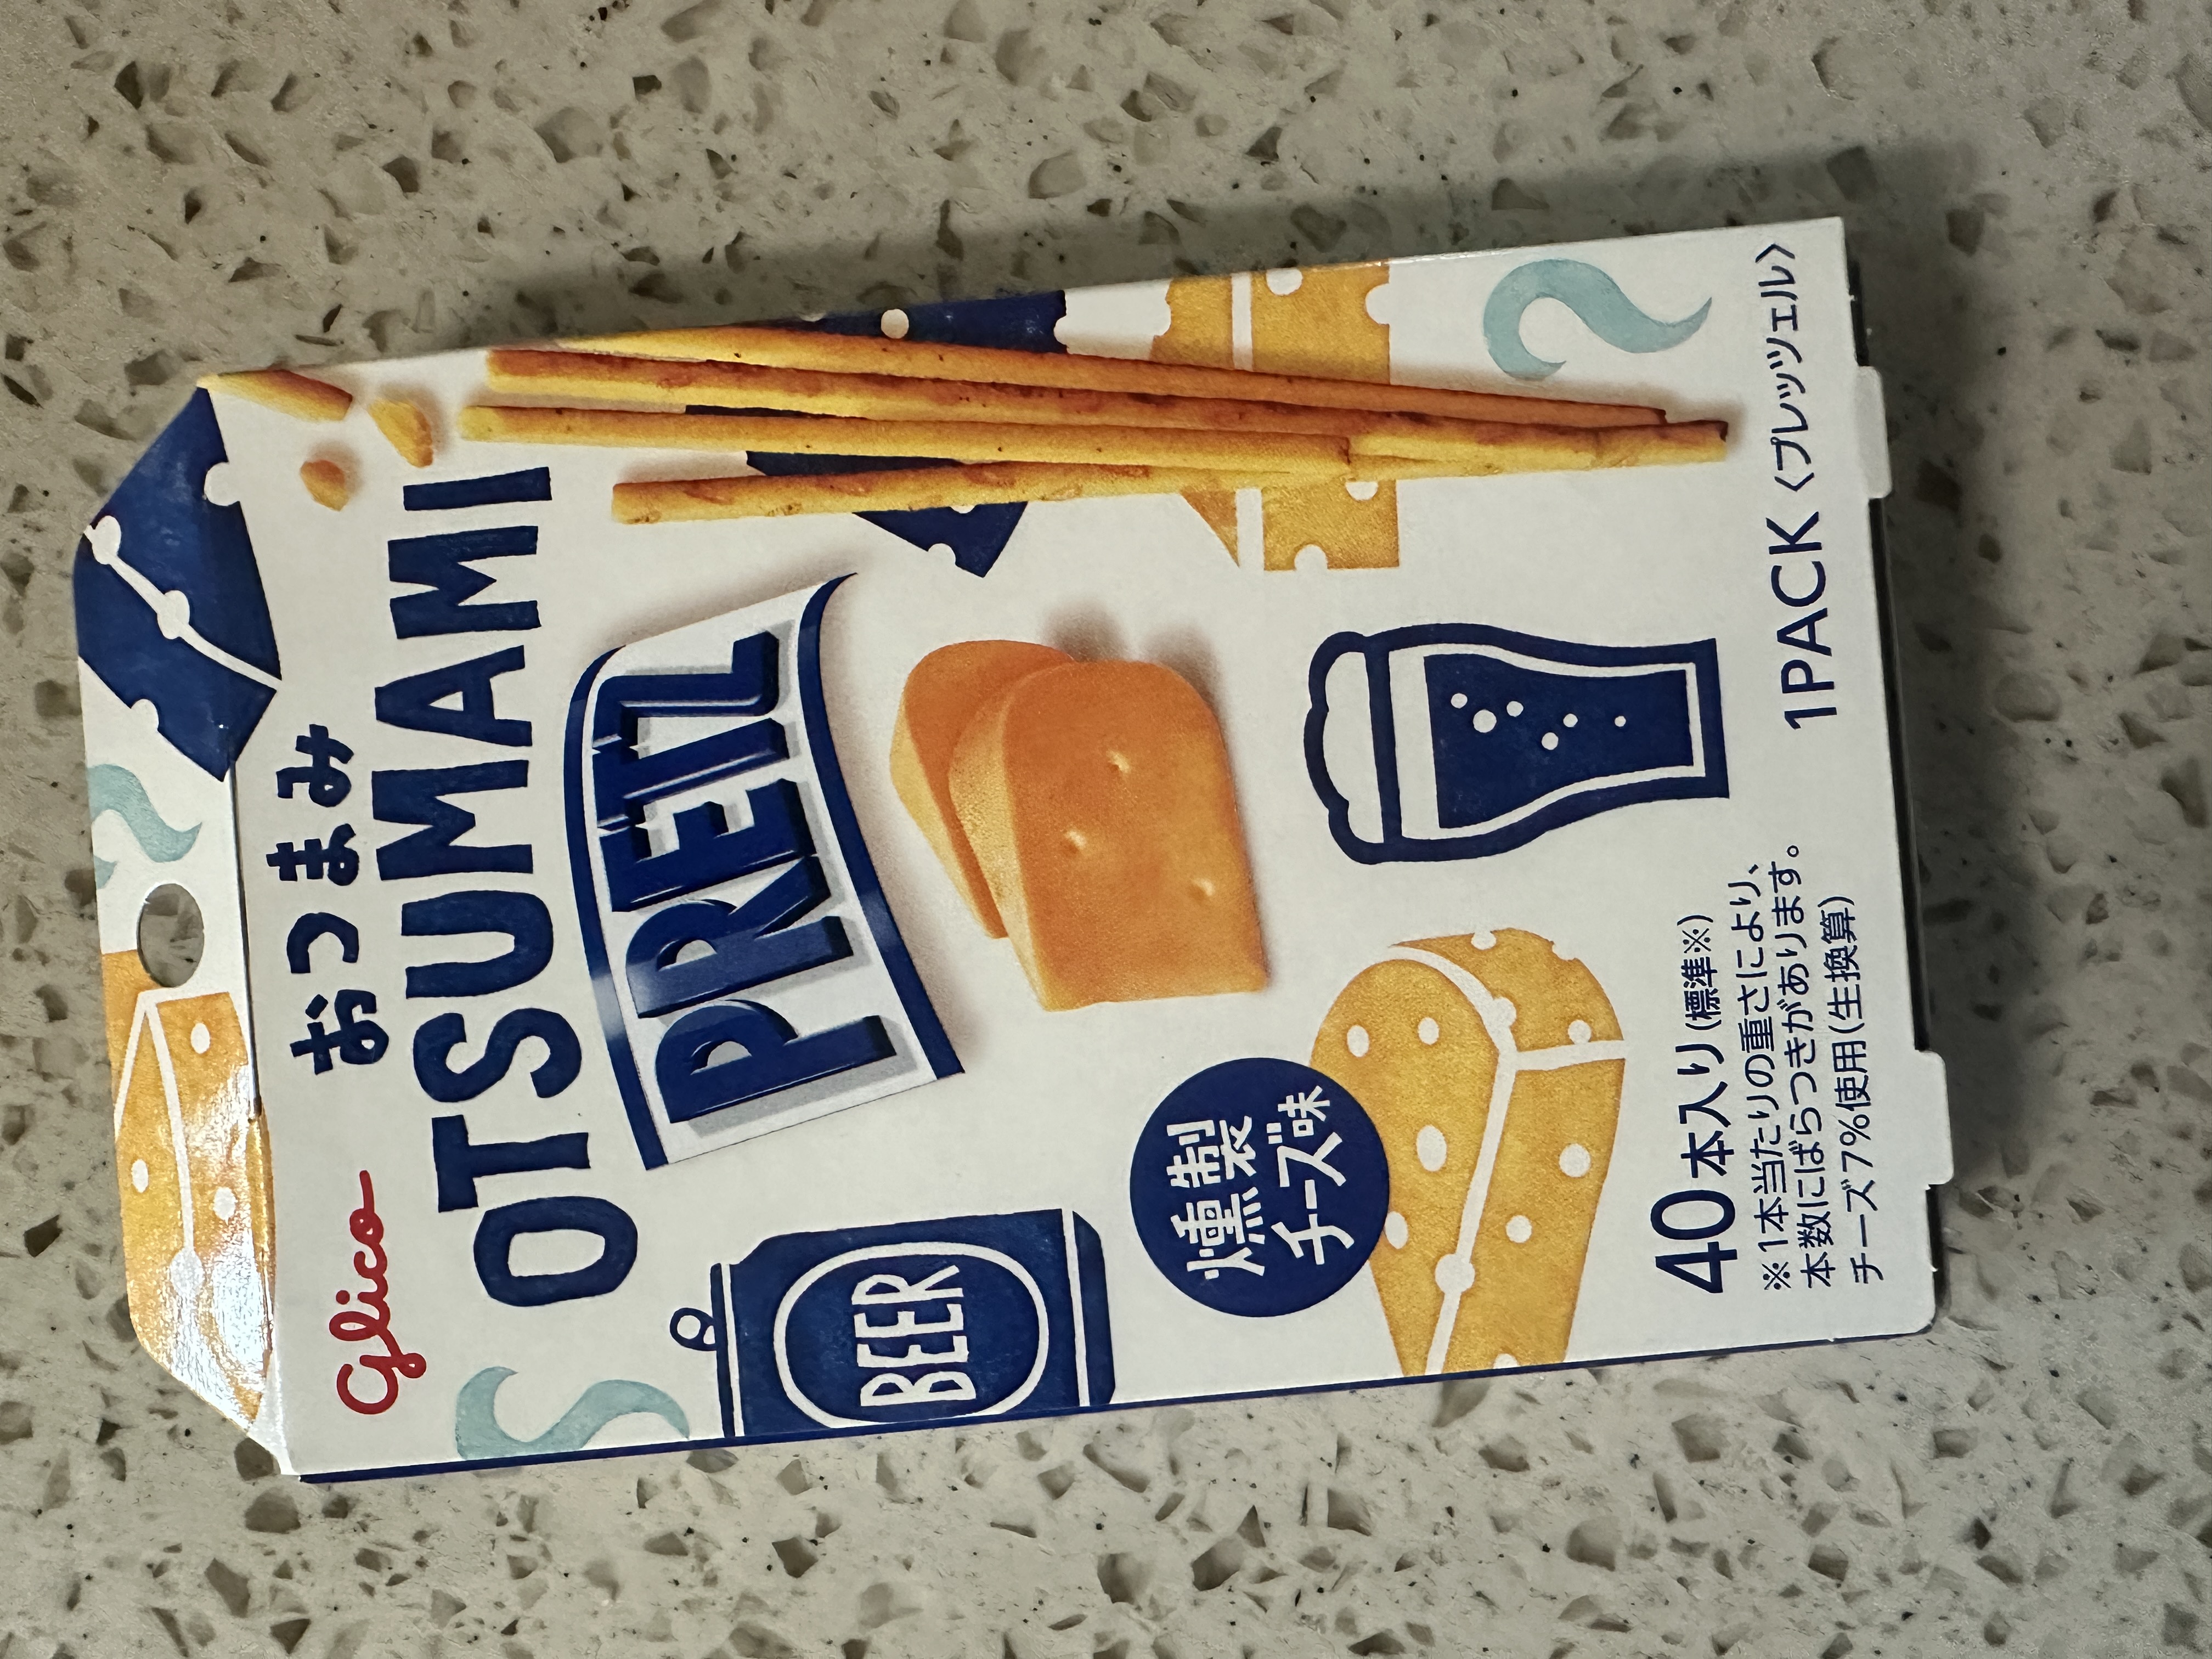 Glico
おつまみ
OTSUMAMI
PRETZ
BEER
燻製
チーズ味
40本入り(標準※)
※1本当たりの重さにより、
本数にばらつきがあります。
チーズ7%使用(生換算)
1PACK〈プレッツェル〉